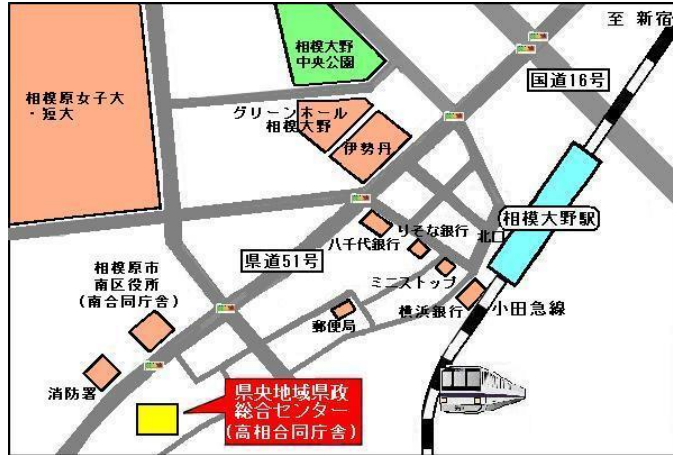 至 新宿
相模大野
中央公園
国道16号
相模原女子大
・短大
グリーンホール
相模大野
伊勢丹
相模大野駅
北口
りそな銀行
八千代銀行
県道51号
ミニストップ
相模原市
南区役所
(南合同庁舎)
横浜銀行
小田急線
郵便局
消防署
県央地域県政
総合センター
(高相合同庁舎)